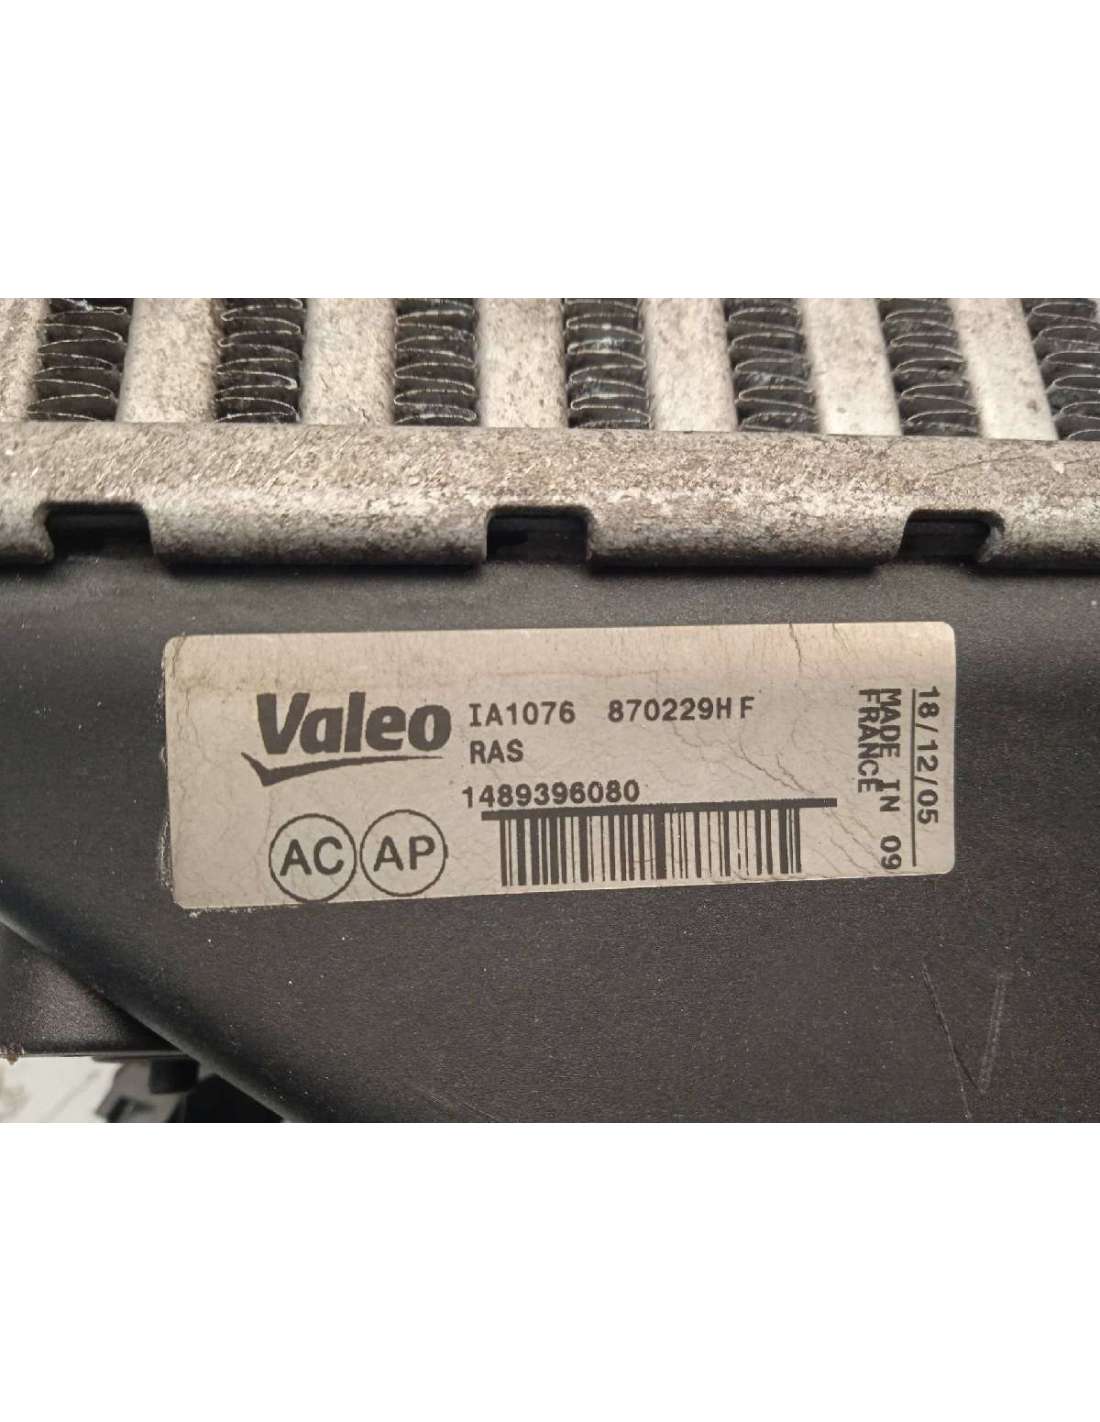 Valeo
IA1076 870229H F
RAS
1489396080
AC AP
18/12/05
MADE IN 09
FRANCE